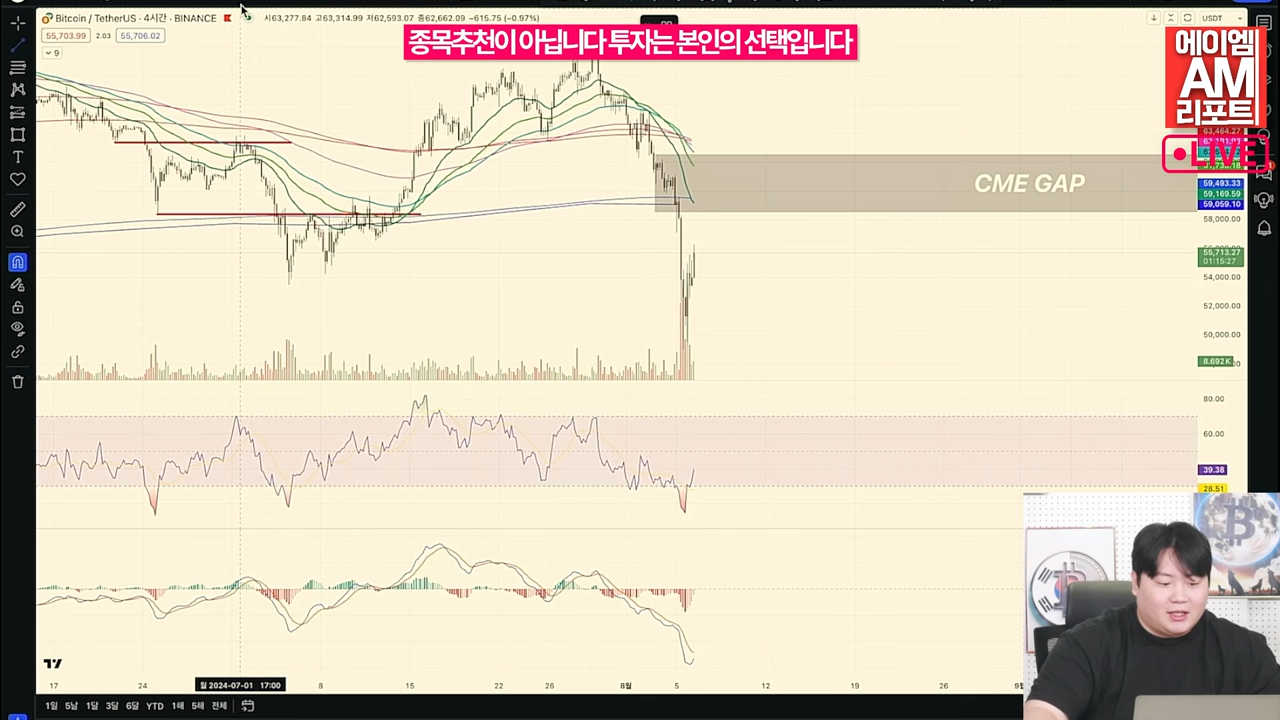 Bitcoin / TetherUS · 4시간 · BINANCE
시63,277.84 고63,314.99 저62,593.07 종62,662.09 −615.75 (−0.97%)
USDT
55,703.99 2.03 55,706.02
9
종목추천이 아닙니다 투자는 본인의 선택입니다
에이엠
AM
리포트
LIVE
63,464.27
CME GAP
59,493.33
59,169.59
59,059.10
58,000.00
55,713.27
01:15:27
54,000.00
52,000.00
50,000.00
8.692K
80.00
60.00
39.38
28.51
17
24
월 2024-07-01 17:00
8
15
22
26
8월
5
12
19
26
1일 5날 1달 3달 6달 YTD 1해 5해 전체